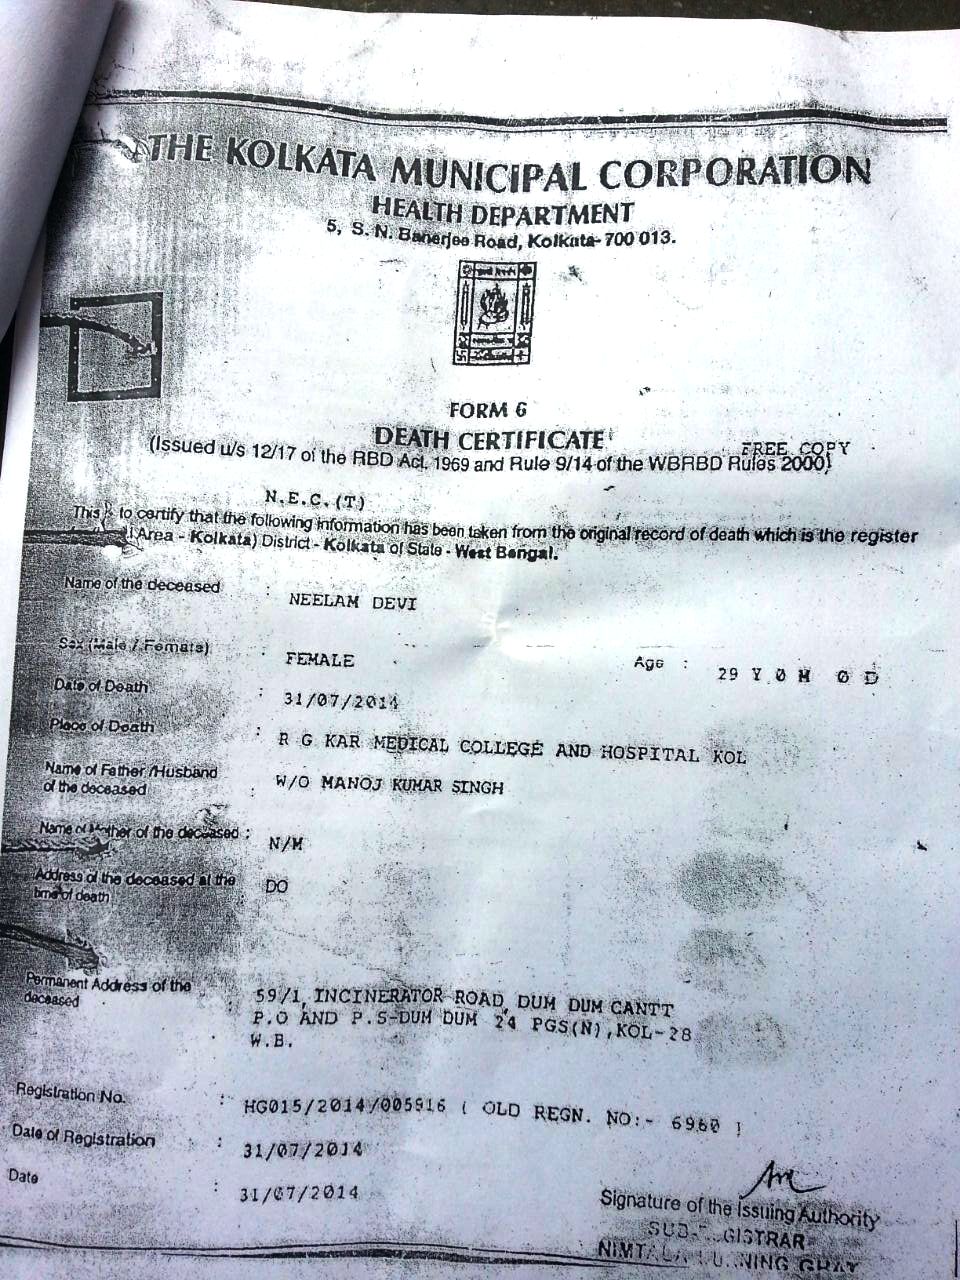 THE KOLKATA MUNICIPAL CORPORATION
HEALTH DEPARTMENT
5, S. N. Banerjee Road, Kolkata- 700 013.
FORM 6
DEATH CERTIFICATE
FREE COPY
(Issued u/s 12/17 of the RBD Act, 1969 and Rule 9/14 of the WBRBD Rules 2000)
N.E.C.(T)
This is to certify that the following information has been taken from the original record of death which is the register
Area - Kolkata) District - Kolkata of State - West Bengal.
Name of the deceased : NEELAM DEVI
Sex (Male / Female) : FEMALE Age : 29 Y 0 M 0 D
Date of Death : 31/07/2014
Place of Death : R G KAR MEDICAL COLLEGE AND HOSPITAL KOL
Name of Father /Husband
of the deceased : W/O MANOJ KUMAR SINGH
Name of Mother of the deceased : N/M
Address of the deceased at the
time of death : DO
Permanent Address of the
deceased : 59/1, INCINERATOR ROAD, DUM DUM CANTT
P.O AND P.S-DUM DUM 24 PGS(N),KOL-28
W.B.
Registration No. : HG015/2014/005916 ( OLD REGN. NO:- 6960 )
Date of Registration : 31/07/2014
Date : 31/07/2014
Signature of the Issuing Authority